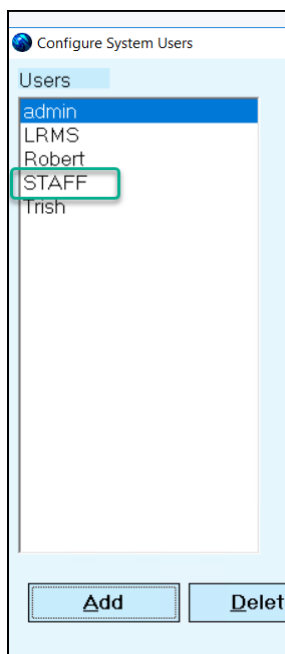 Configure System Users
Users
admin
LRMS
Robert
STAFF
Trish
Add
Delet